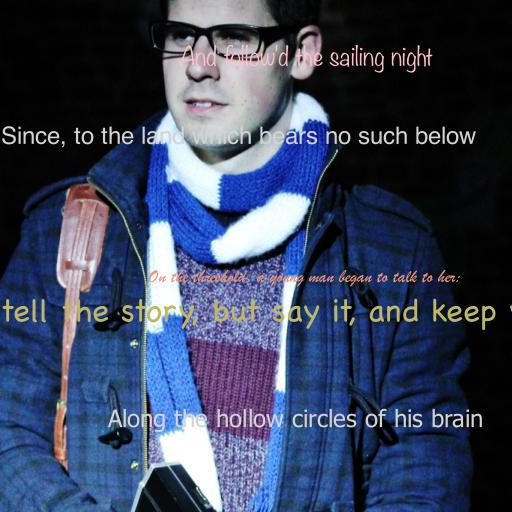 And follow'd the sailing night
Since, to the land which bears no such below
On the threshold, a young man began to talk to her:
tell the story, but say it, and keep
Along the hollow circles of his brain